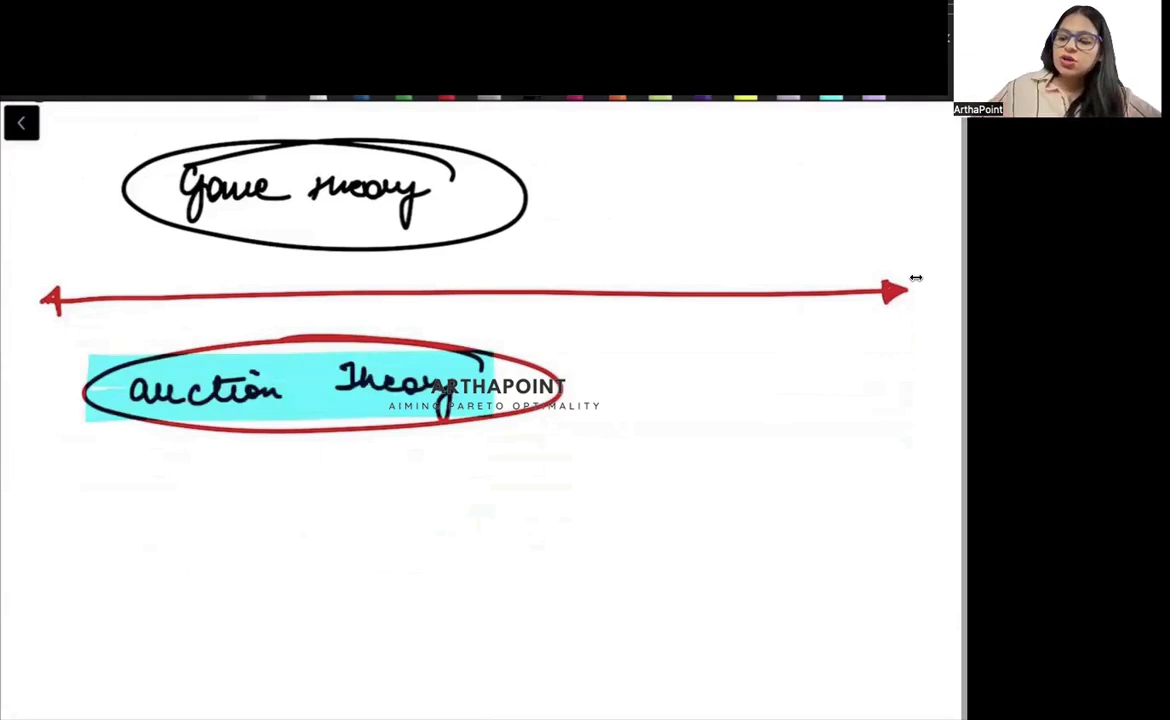 ArthaPoint
Game Theory
auction Theory
ARTHAPOINT
AIMING PARETO OPTIMALITY